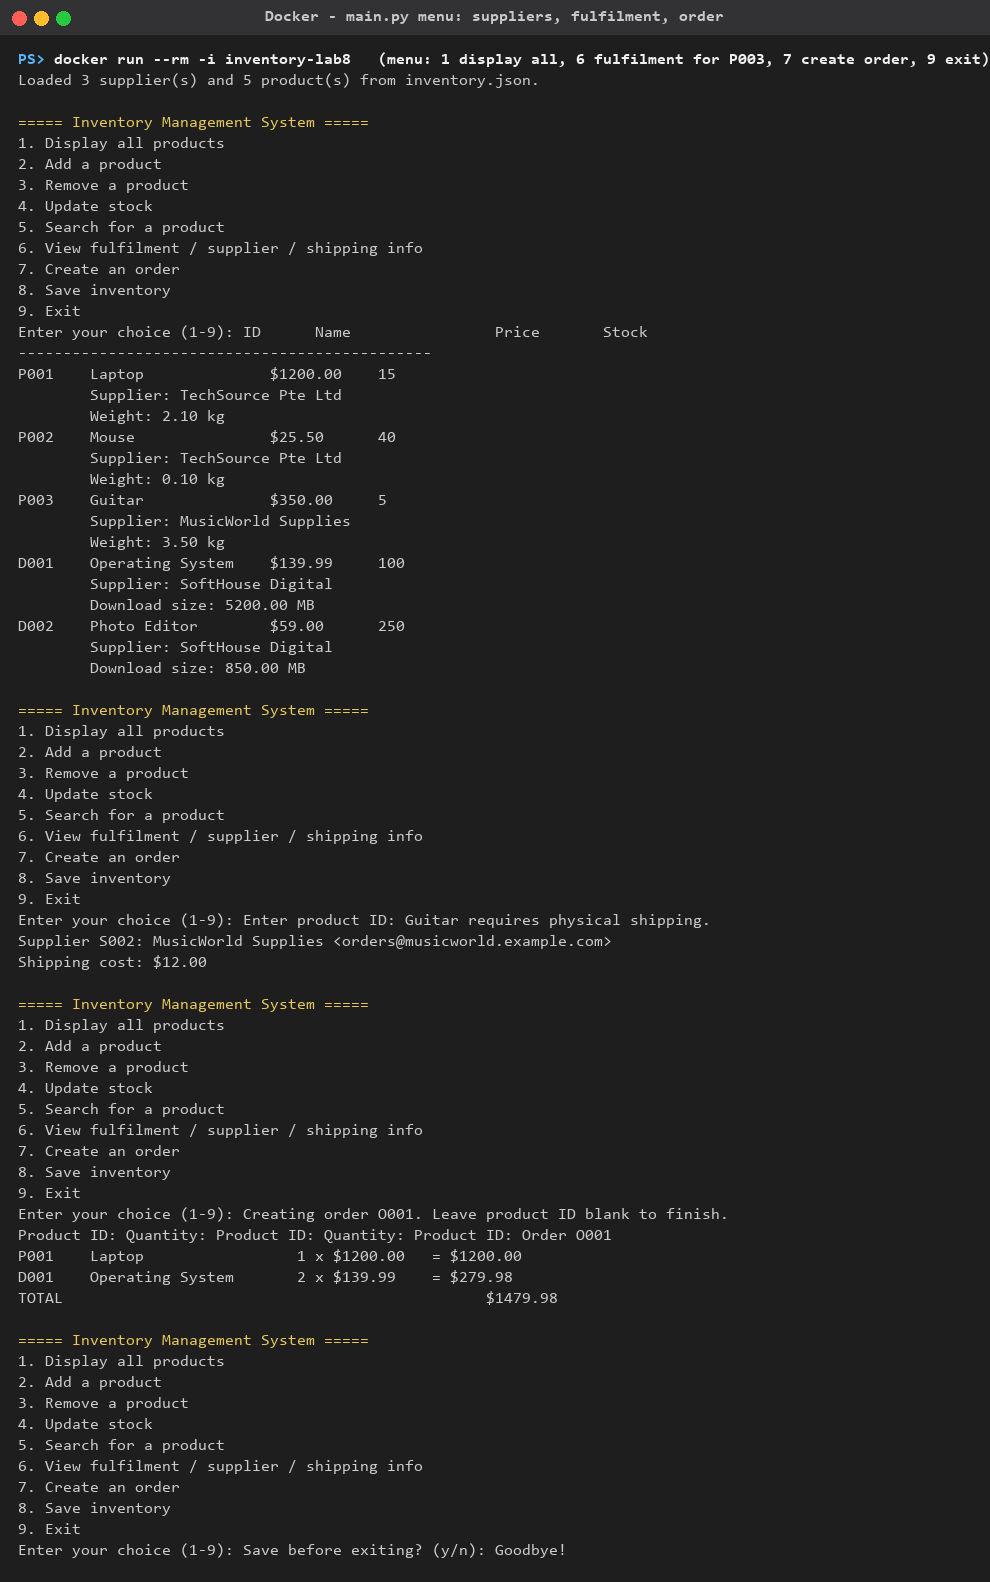 Docker - main.py menu: suppliers, fulfilment, order
PS> docker run --rm -i inventory-lab8   (menu: 1 display all, 6 fulfilment for P003, 7 create order, 9 exit)
Loaded 3 supplier(s) and 5 product(s) from inventory.json.

===== Inventory Management System =====
1. Display all products
2. Add a product
3. Remove a product
4. Update stock
5. Search for a product
6. View fulfilment / supplier / shipping info
7. Create an order
8. Save inventory
9. Exit
Enter your choice (1-9): ID      Name                Price       Stock
----------------------------------------------
P001    Laptop              $1200.00    15
        Supplier: TechSource Pte Ltd
        Weight: 2.10 kg
P002    Mouse               $25.50      40
        Supplier: TechSource Pte Ltd
        Weight: 0.10 kg
P003    Guitar              $350.00     5
        Supplier: MusicWorld Supplies
        Weight: 3.50 kg
D001    Operating System    $139.99     100
        Supplier: SoftHouse Digital
        Download size: 5200.00 MB
D002    Photo Editor        $59.00      250
        Supplier: SoftHouse Digital
        Download size: 850.00 MB

===== Inventory Management System =====
1. Display all products
2. Add a product
3. Remove a product
4. Update stock
5. Search for a product
6. View fulfilment / supplier / shipping info
7. Create an order
8. Save inventory
9. Exit
Enter your choice (1-9): Enter product ID: Guitar requires physical shipping.
Supplier S002: MusicWorld Supplies <orders@musicworld.example.com>
Shipping cost: $12.00

===== Inventory Management System =====
1. Display all products
2. Add a product
3. Remove a product
4. Update stock
5. Search for a product
6. View fulfilment / supplier / shipping info
7. Create an order
8. Save inventory
9. Exit
Enter your choice (1-9): Creating order O001. Leave product ID blank to finish.
Product ID: Quantity: Product ID: Quantity: Product ID: Order O001
P001    Laptop                 1 x $1200.00   = $1200.00
D001    Operating System       2 x $139.99    = $279.98
TOTAL                                               $1479.98

===== Inventory Management System =====
1. Display all products
2. Add a product
3. Remove a product
4. Update stock
5. Search for a product
6. View fulfilment / supplier / shipping info
7. Create an order
8. Save inventory
9. Exit
Enter your choice (1-9): Save before exiting? (y/n): Goodbye!